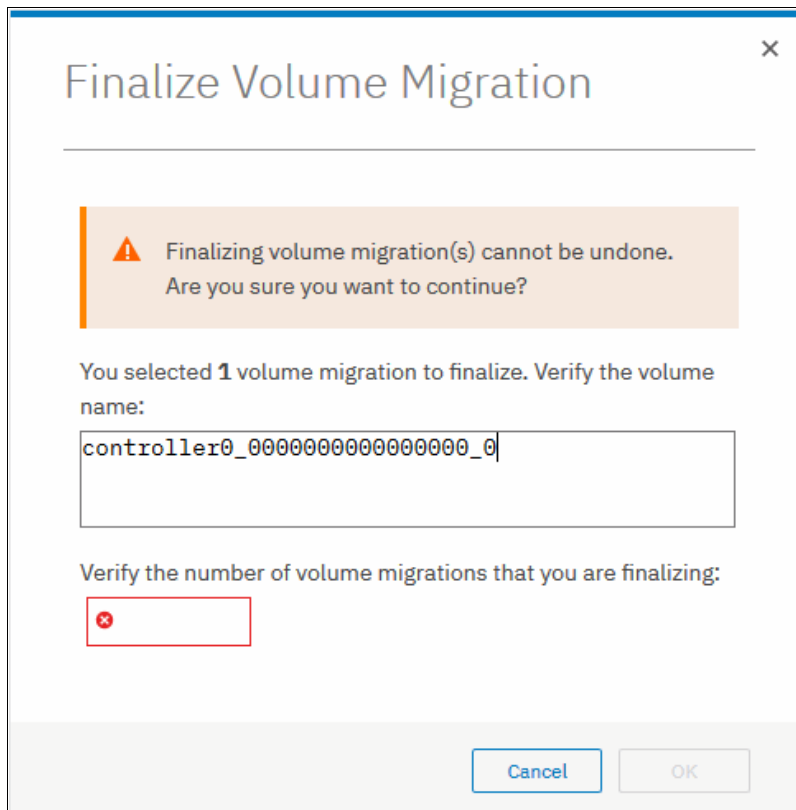 Finalize Volume Migration
Finalizing volume migration(s) cannot be undone.
Are you sure you want to continue?
You selected 1 volume migration to finalize. Verify the volume
name:
controller0_0000000000000000_0
Verify the number of volume migrations that you are finalizing:
Cancel
OK